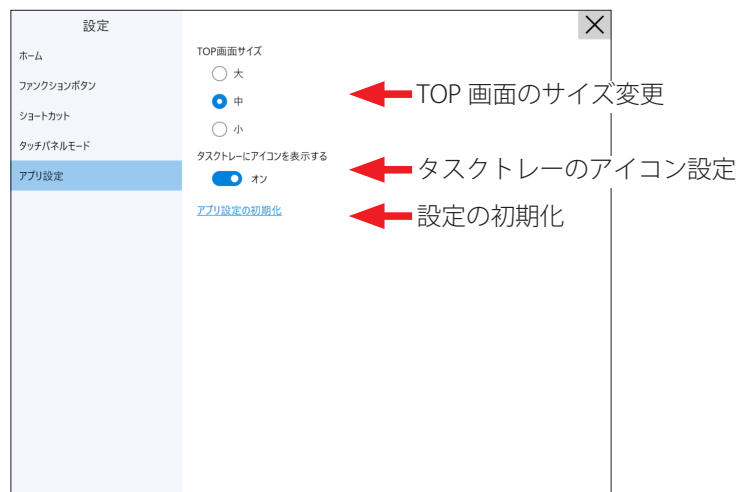 設定
ホーム
ファンクションボタン
ショートカット
タッチパネルモード
アプリ設定
TOP画面サイズ
大
中
小
TOP 画面のサイズ変更
タスクトレーにアイコンを表示する
オン
タスクトレーのアイコン設定
アプリ設定の初期化
設定の初期化